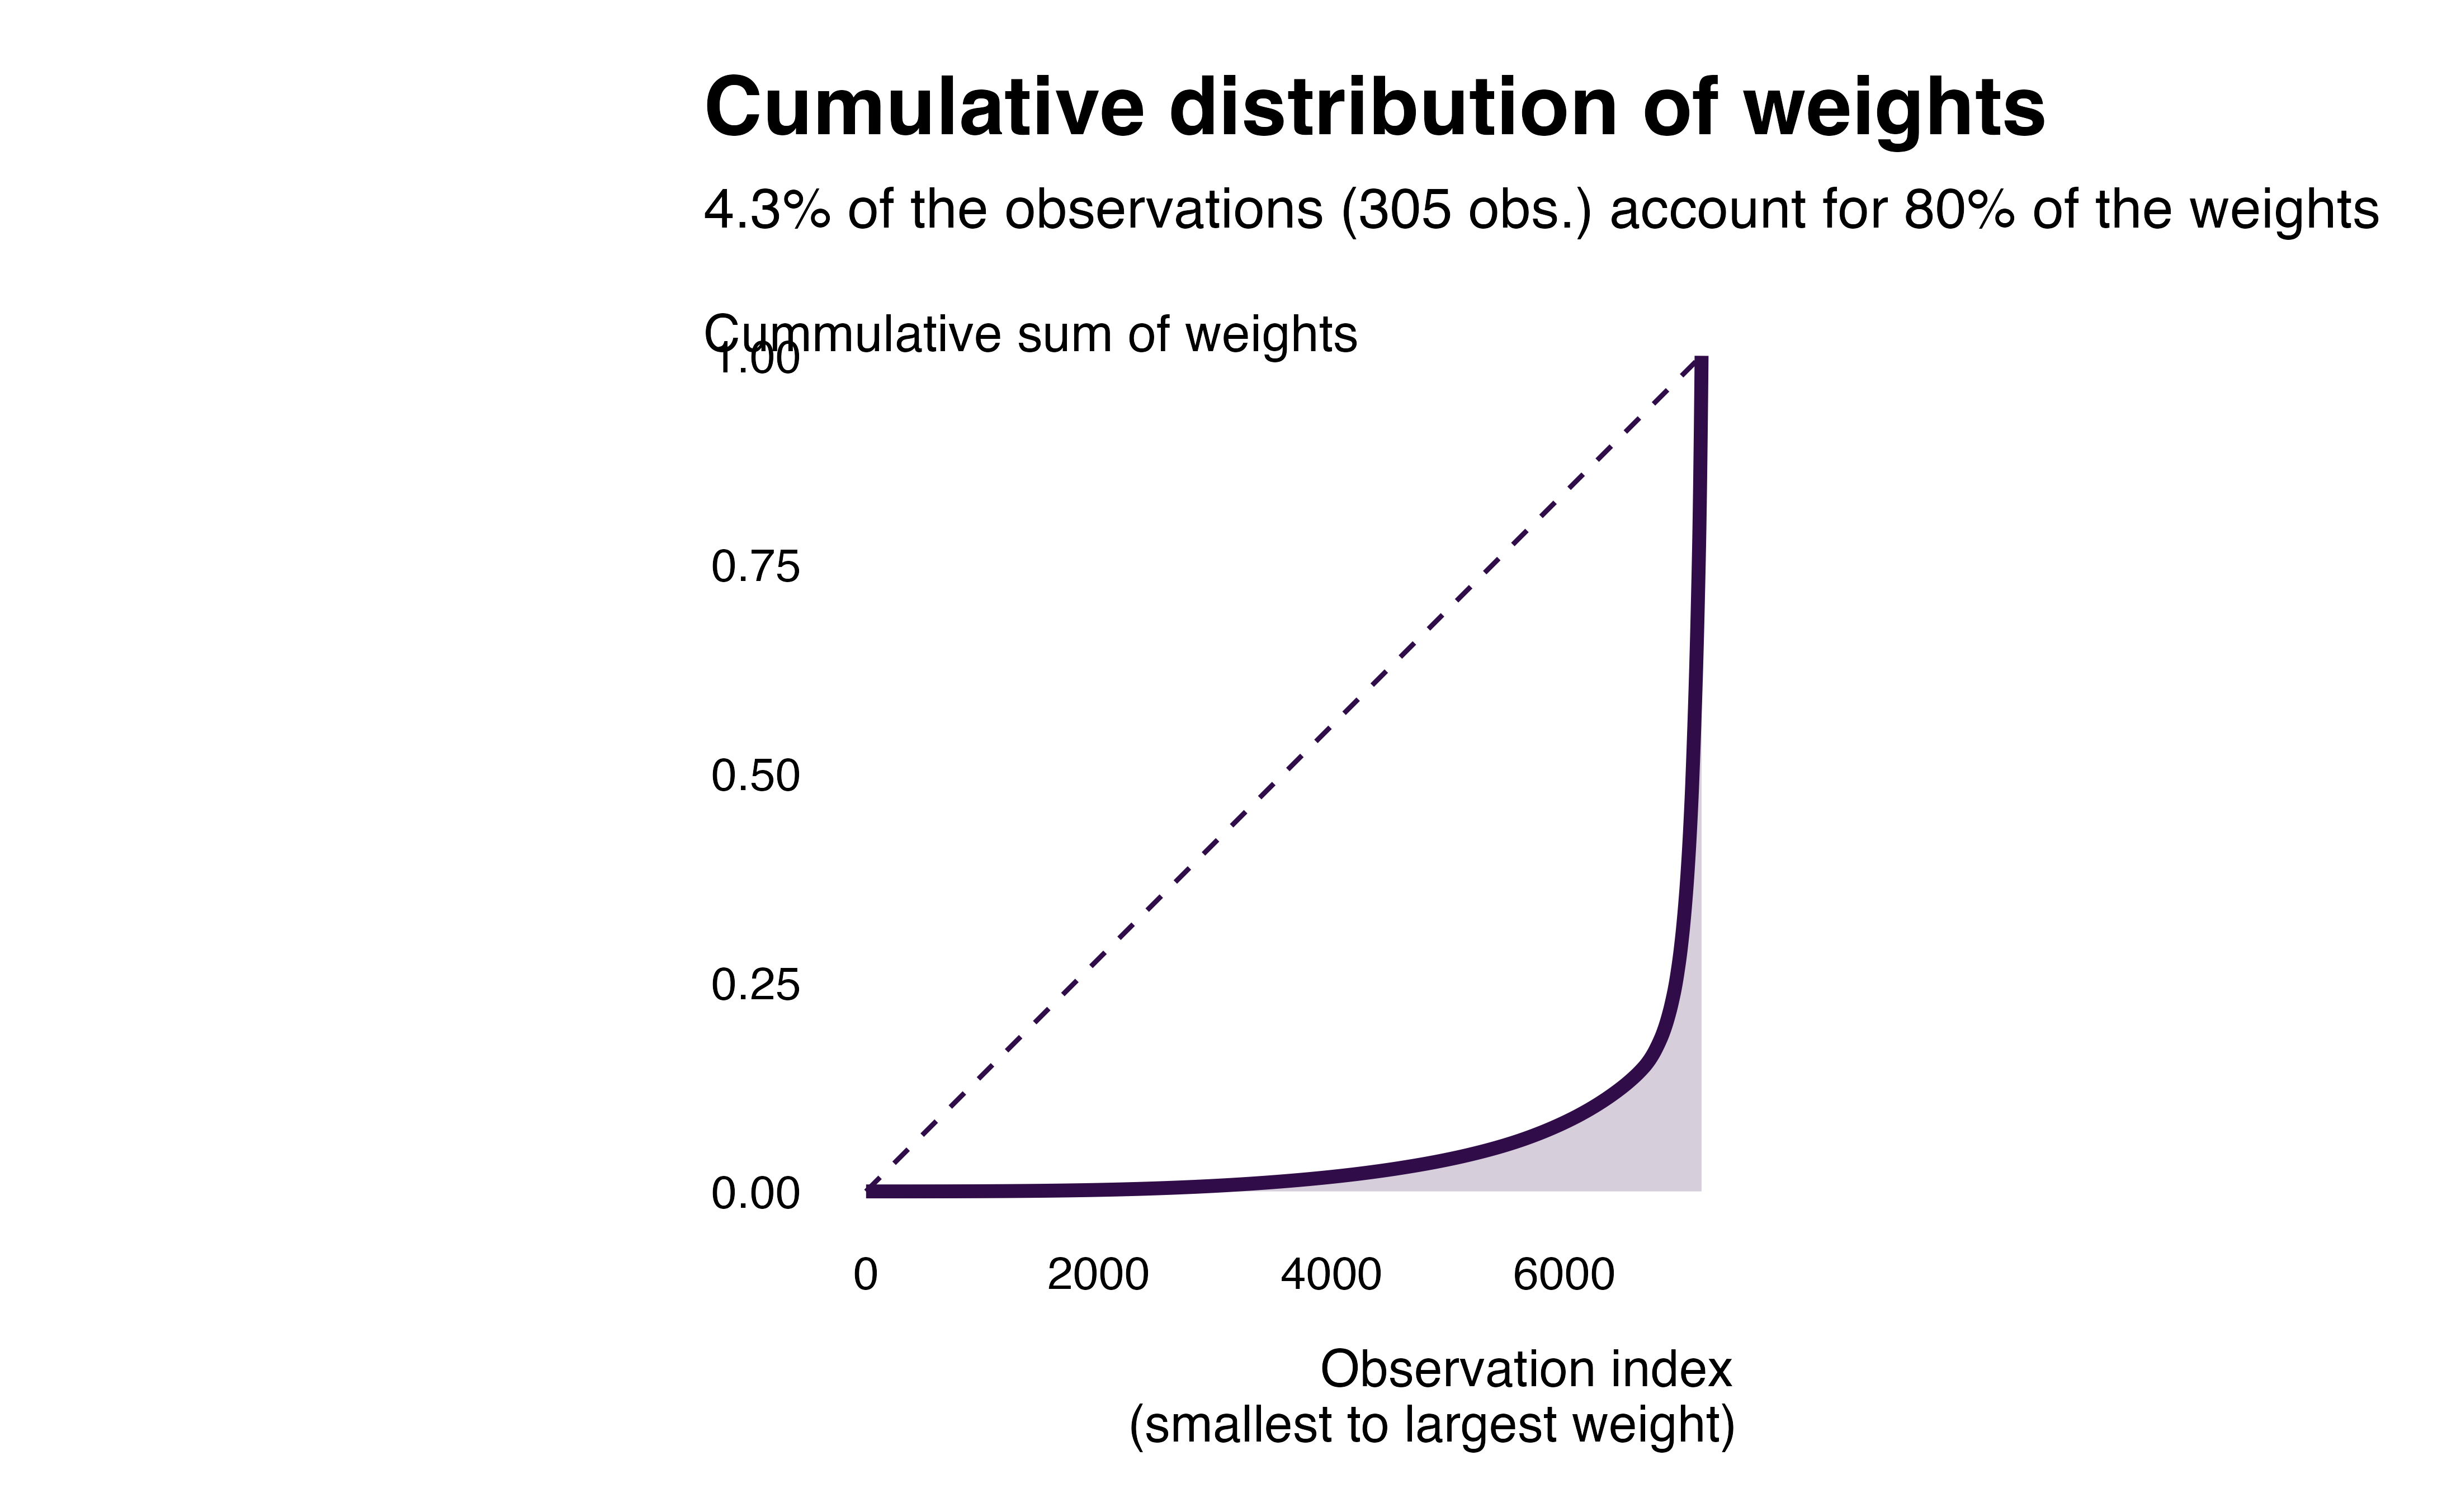 Cumulative distribution of weights
4.3% of the observations (305 obs.) account for 80% of the weights
Cummulative sum of weights
1.00
0.75
0.50
0.25
0.00
0 2000 4000 6000
Observation index
(smallest to largest weight)